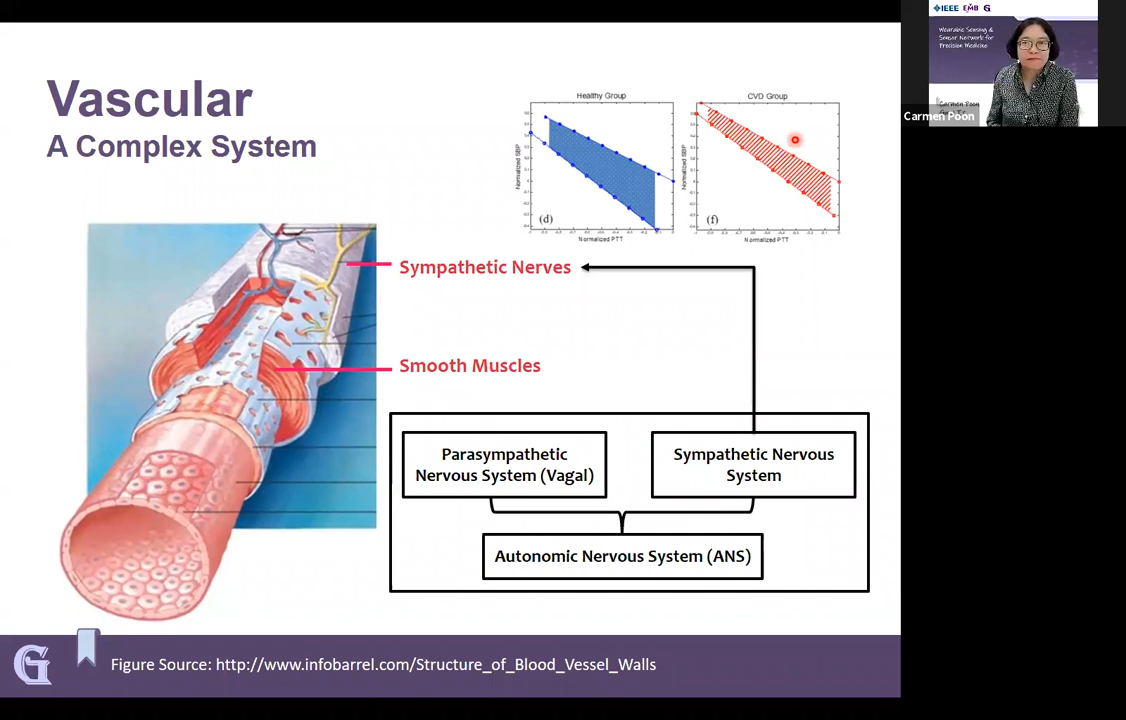 Vascular
A Complex System
Healthy Group
CVD Group
Normalized SBP
Normalized SBP
(d)
(f)
Normalized PTT
Normalized PTT
Sympathetic Nerves
Smooth Muscles
Parasympathetic
Nervous System (Vagal)
Sympathetic Nervous
System
Autonomic Nervous System (ANS)
G
Figure Source: http://www.infobarrel.com/Structure_of_Blood_Vessel_Walls
IEEE EMB G
Wearable Sensing &
Sensor Network for
Precision Medicine
Carmen Poon
Carmen Poon